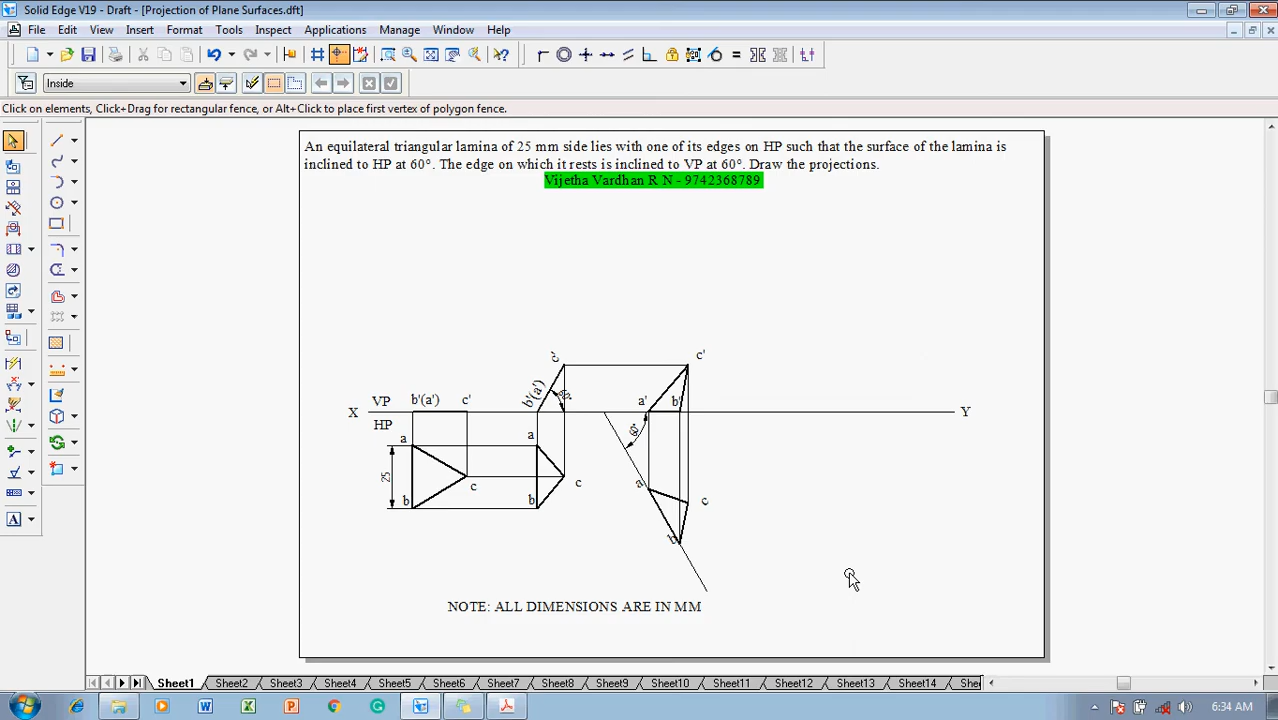 Solid Edge V19 - Draft - [Projection of Plane Surfaces.dft]
File Edit View Insert Format Tools Inspect Applications Manage Window Help
Inside
Click on elements, Click+Drag for rectangular fence, or Alt+Click to place first vertex of polygon fence.
An equilateral triangular lamina of 25 mm side lies with one of its edges on HP such that the surface of the lamina is
inclined to HP at 60°. The edge on which it rests is inclined to VP at 60°. Draw the projections.
Vijetha Vardhan R N - 9742368789
c' c'
b'(a')
VP b'(a') c' a' b'
X Y
HP
60°
a a
25
c c a c
b b
b
NOTE: ALL DIMENSIONS ARE IN MM
Sheet1 Sheet2 Sheet3 Sheet4 Sheet5 Sheet6 Sheet7 Sheet8 Sheet9 Sheet10 Sheet11 Sheet12 Sheet13 Sheet14 Shee
6:34 AM